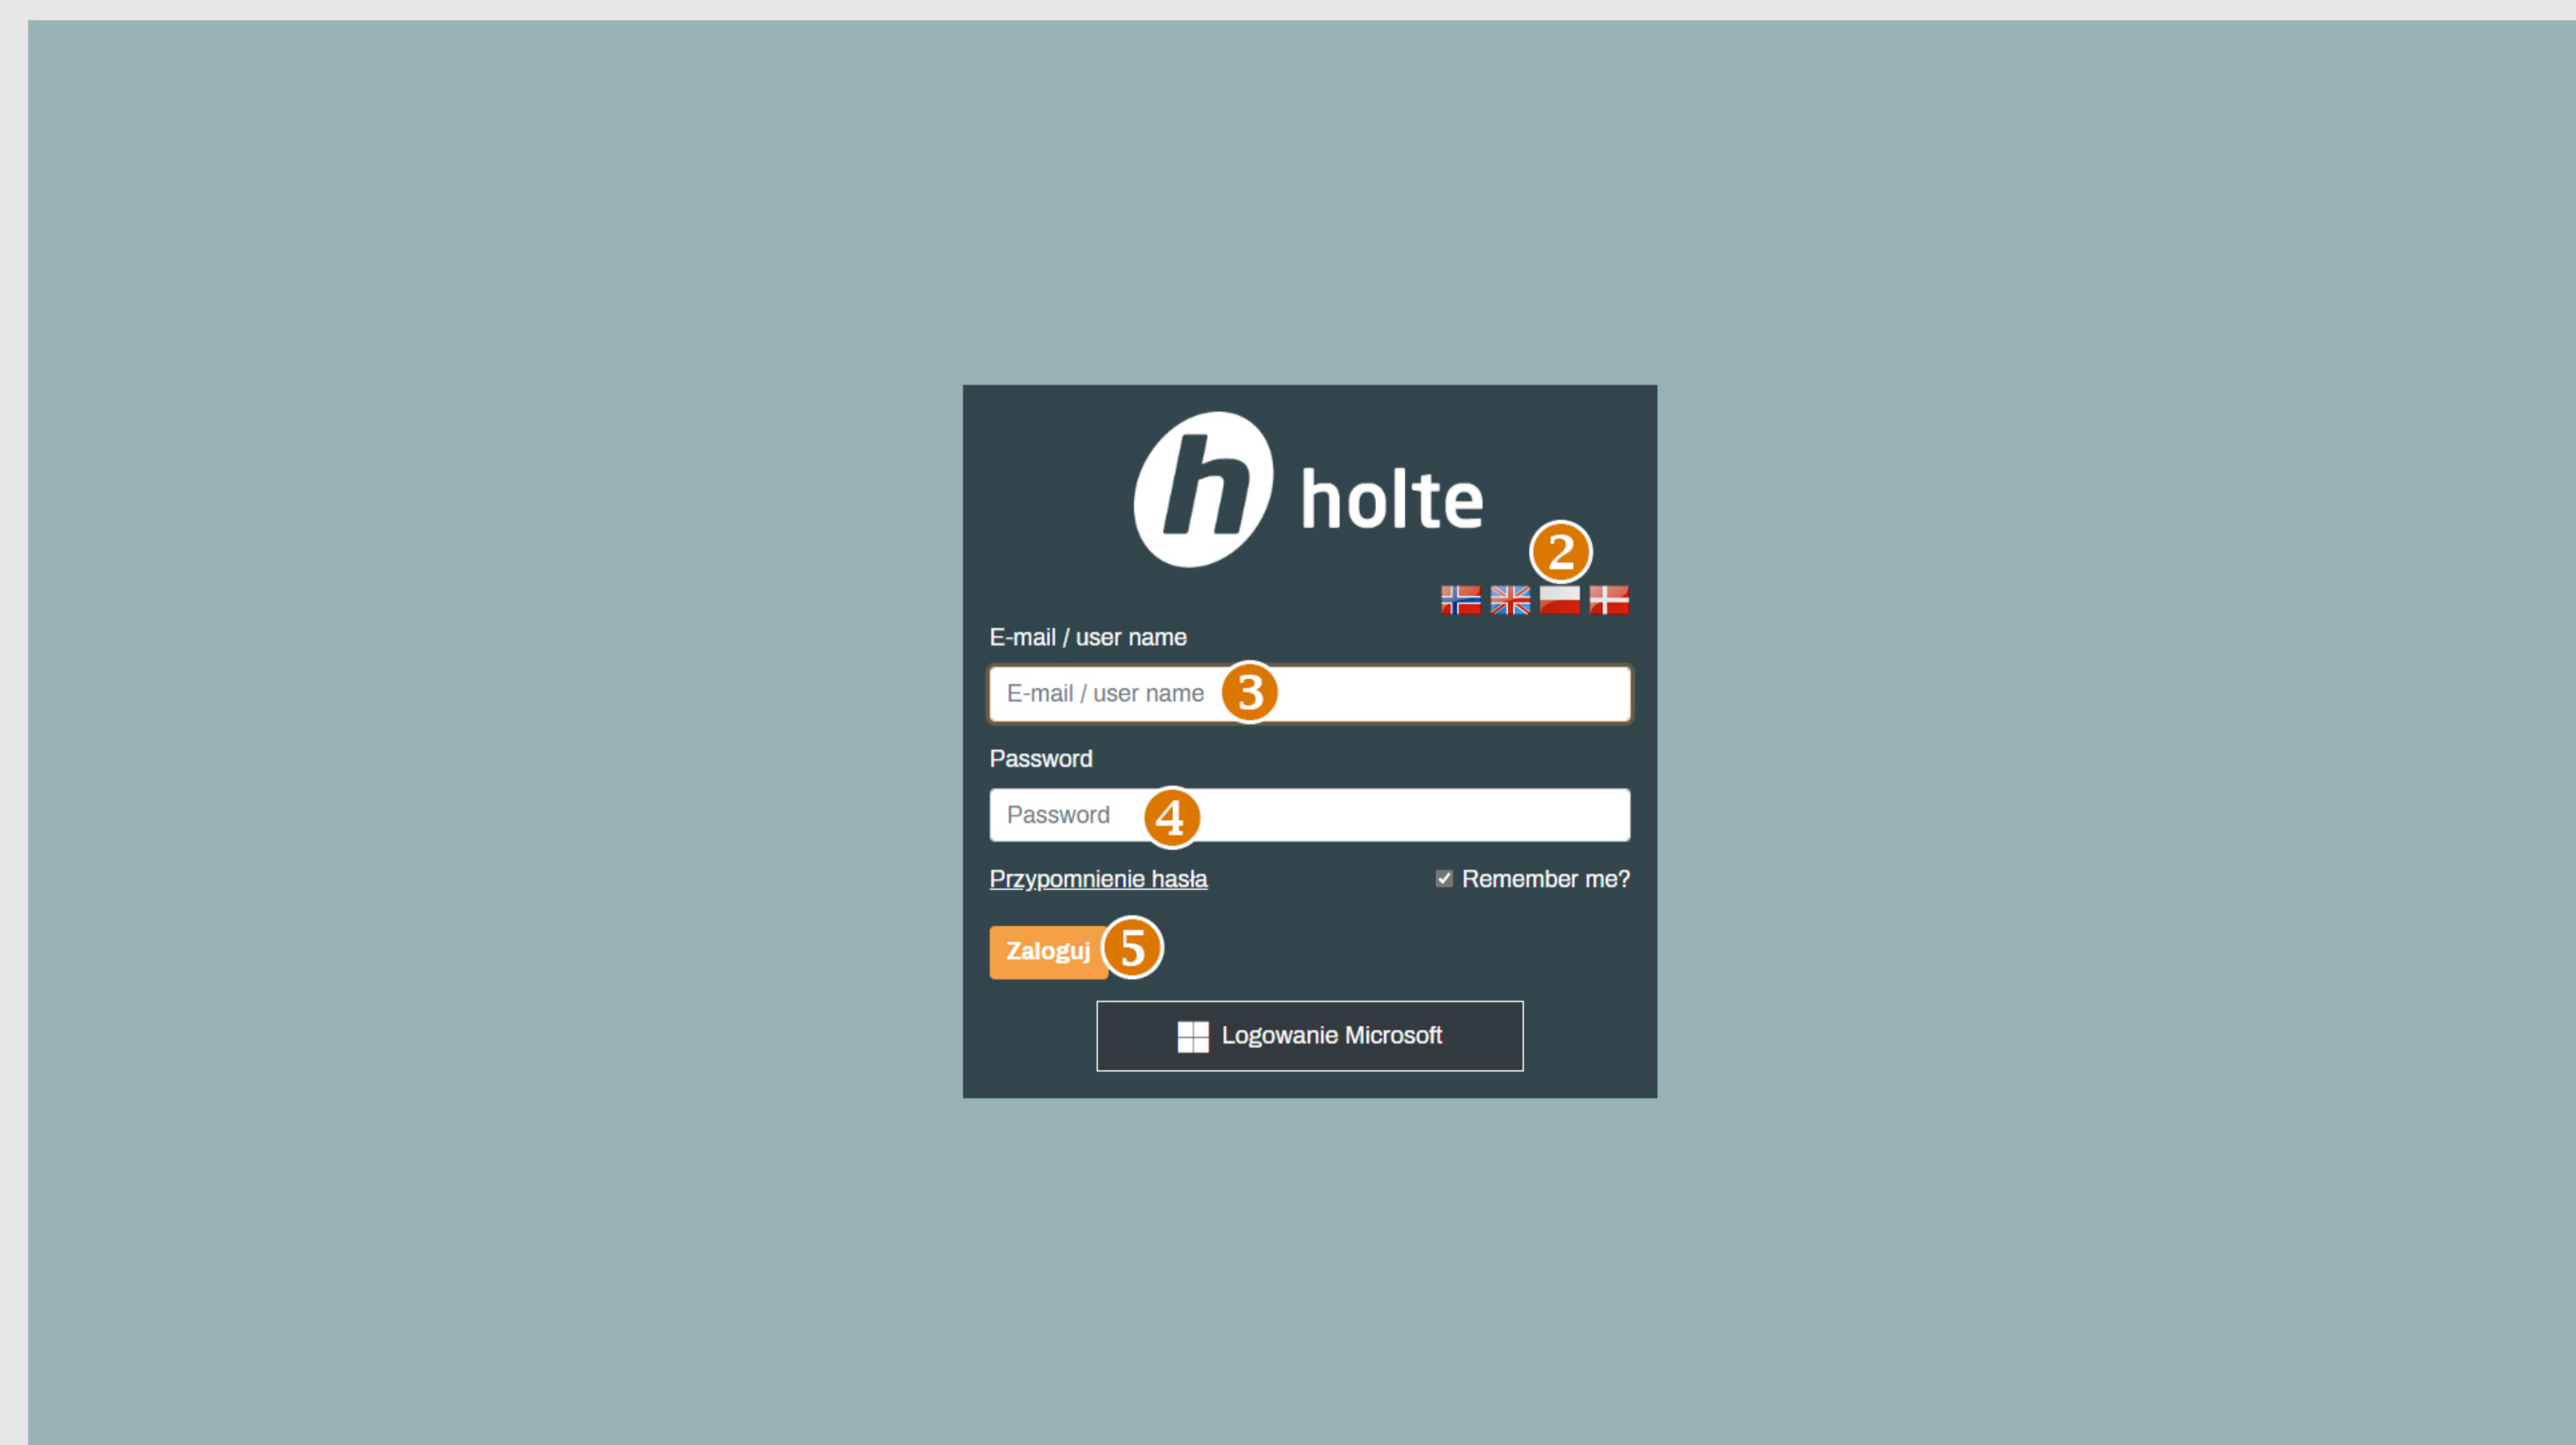 h holte
2
E-mail / user name
E-mail / user name 3
Password
Password 4
Przypomnienie hasła Remember me?
Zaloguj 5
Logowanie Microsoft